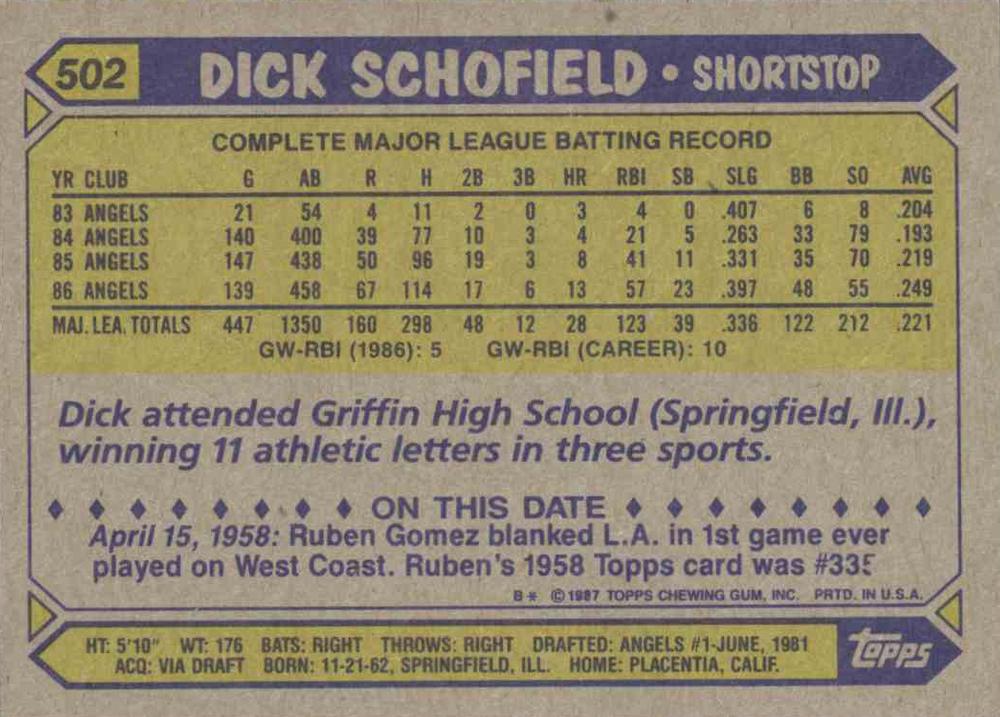 502 DICK SCHOFIELD • SHORTSTOP
COMPLETE MAJOR LEAGUE BATTING RECORD
YR CLUB G AB R H 2B 3B HR RBI SB SLG BB SO AVG
83 ANGELS 21 54 4 11 2 0 3 4 0 .407 6 8 .204
84 ANGELS 140 400 39 77 10 3 4 21 5 .263 33 79 .193
85 ANGELS 147 438 50 96 19 3 8 41 11 .331 35 70 .219
86 ANGELS 139 458 67 114 17 6 13 57 23 .397 48 55 .249
MAJ. LEA. TOTALS 447 1350 160 298 48 12 28 123 39 .336 122 212 .221
GW-RBI (1986): 5 GW-RBI (CAREER): 10
Dick attended Griffin High School (Springfield, Ill.),
winning 11 athletic letters in three sports.
♦ ♦ ♦ ♦ ♦ ♦ ♦ ♦ ON THIS DATE ♦ ♦ ♦ ♦ ♦ ♦ ♦ ♦
April 15, 1958: Ruben Gomez blanked L.A. in 1st game ever
played on West Coast. Ruben's 1958 Topps card was #335
B* © 1987 TOPPS CHEWING GUM, INC. PRTD. IN U.S.A.
HT: 5'10" WT: 176 BATS: RIGHT THROWS: RIGHT DRAFTED: ANGELS #1-JUNE, 1981
ACQ: VIA DRAFT BORN: 11-21-62, SPRINGFIELD, ILL. HOME: PLACENTIA, CALIF.
topps